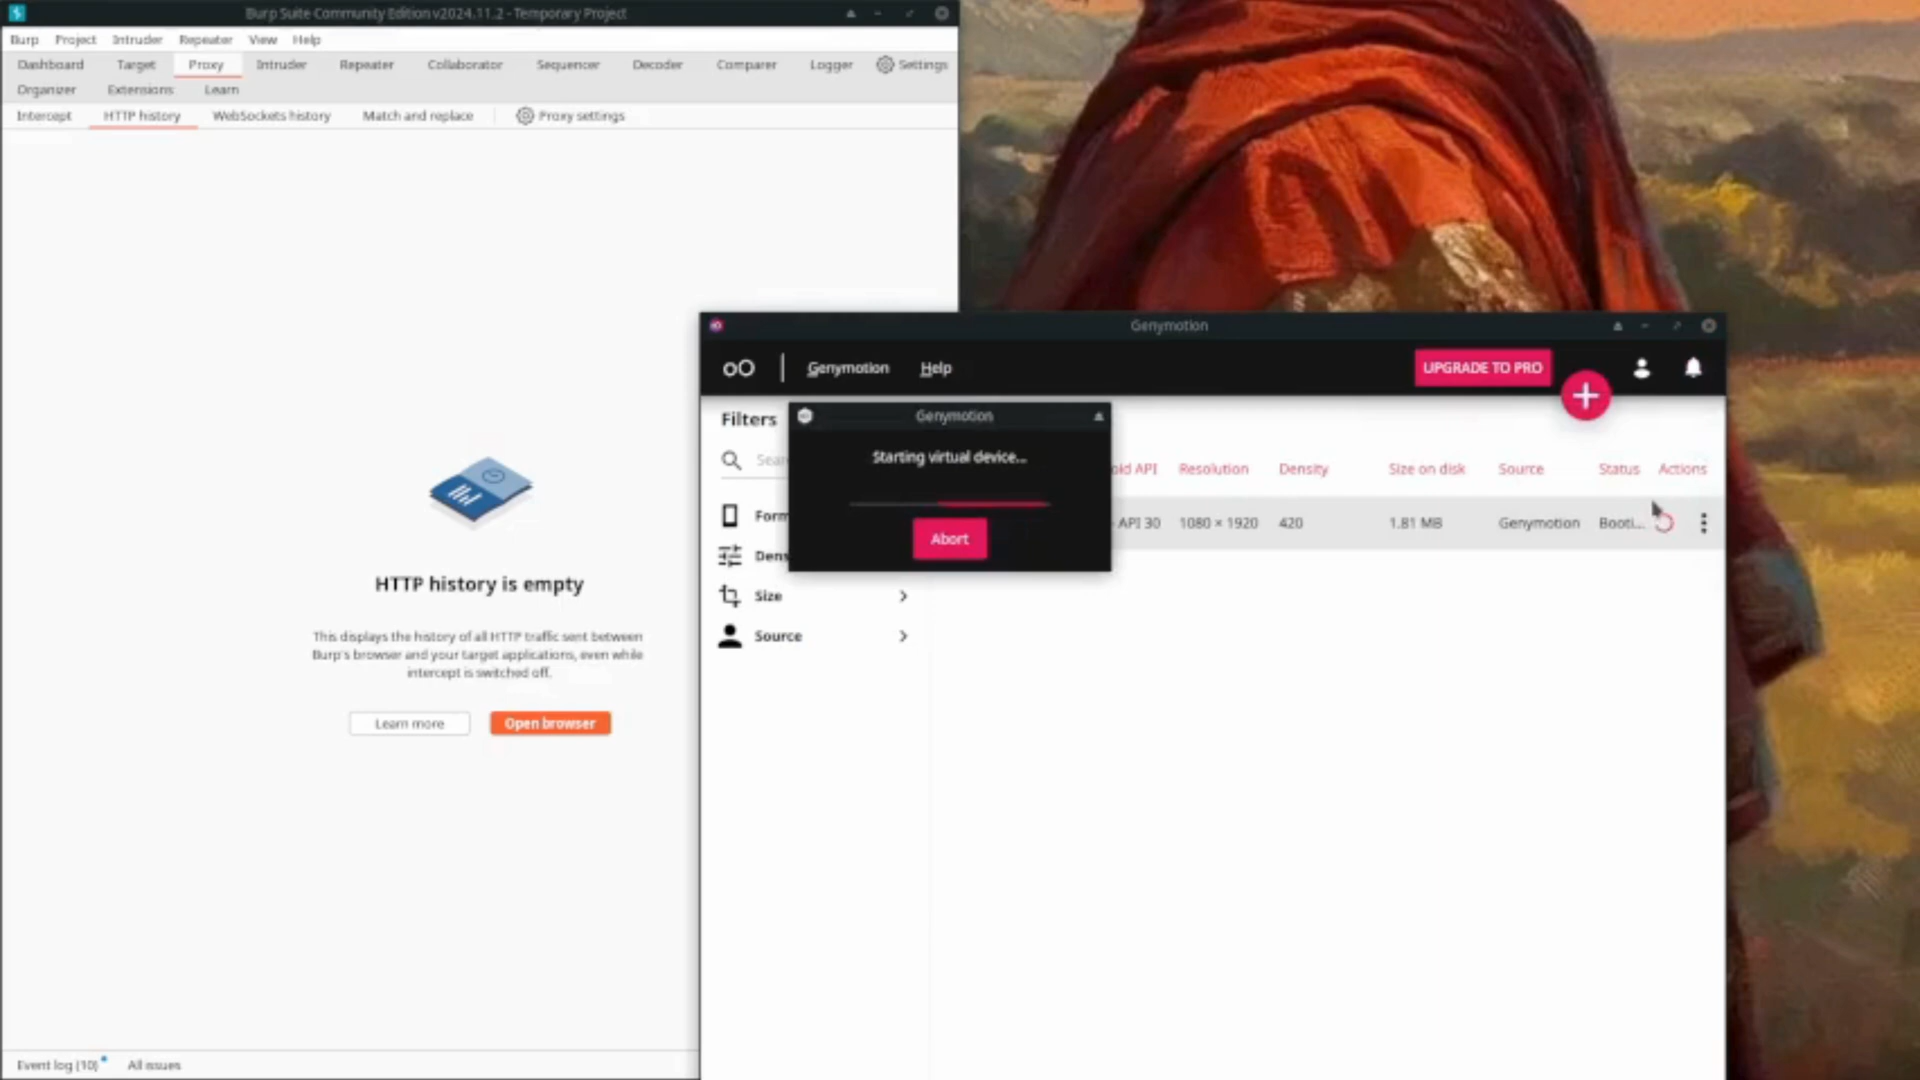 Burp Suite Community Edition v2024.11.2 - Temporary Project
Burp Project Intruder Repeater View Help
Dashboard Target Proxy Intruder Repeater Collaborator Sequencer Decoder Comparer Logger Settings
Organizer Extensions Learn
Intercept HTTP history WebSockets history Match and replace Proxy settings
HTTP history is empty
This displays the history of all HTTP traffic sent between
Burp's browser and your target applications, even while
intercept is switched off.
Learn more Open browser
Event log (10) All issues
Genymotion
Genymotion Help UPGRADE TO PRO
Filters
Sear
Form
Dens
Size
Source
Genymotion
Starting virtual device...
Abort
oid API Resolution Density Size on disk Source Status Actions
API 30 1080 × 1920 420 1.81 MB Genymotion Booti...